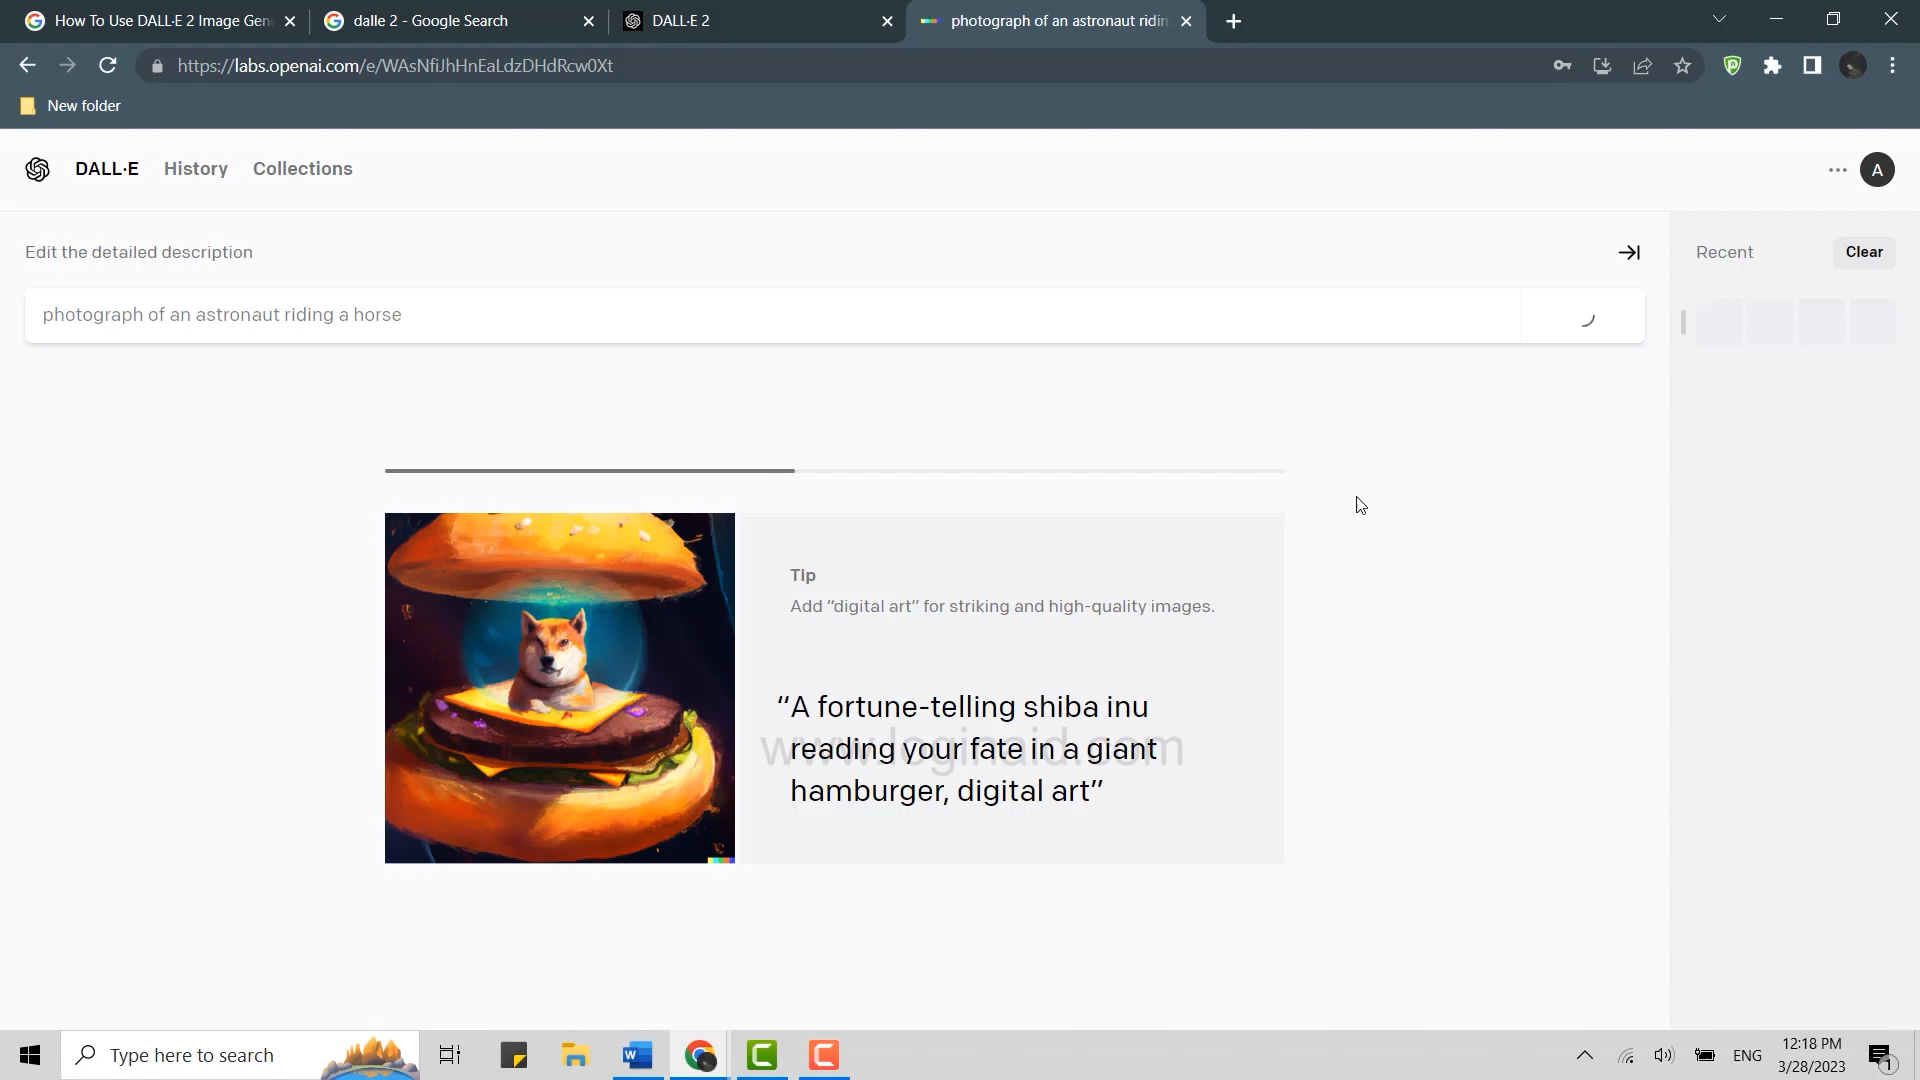 How To Use DALL·E 2 Image Gen
dalle 2 - Google Search
DALL·E 2
photograph of an astronaut ridin
https://labs.openai.com/e/WAsNfiJhHnEaLdzDHdRcw0Xt
New folder
DALL·E
History
Collections
A
Edit the detailed description
Recent
Clear
photograph of an astronaut riding a horse
Tip
Add “digital art” for striking and high-quality images.
“A fortune-telling shiba inu
reading your fate in a giant
hamburger, digital art”
www.loginaid.com
Type here to search
W
ENG
12:18 PM
3/28/2023
1